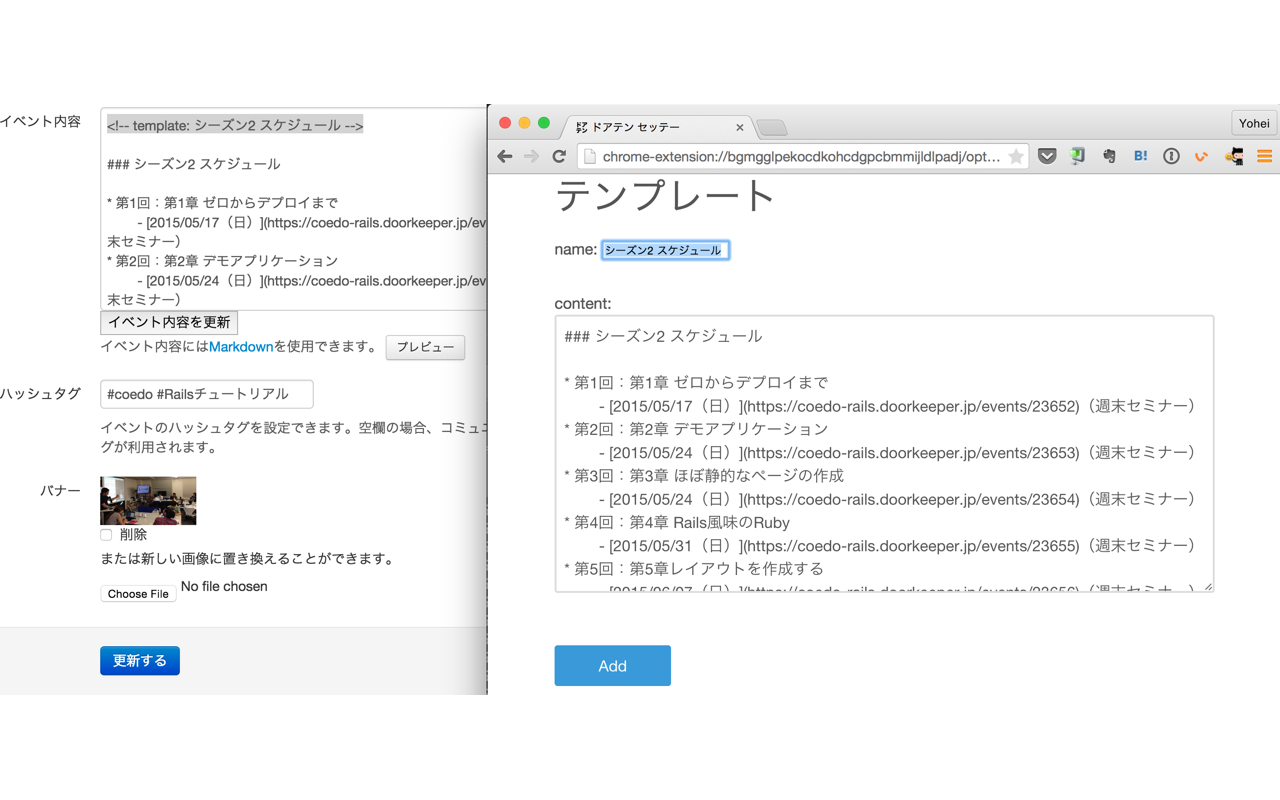 イベント内容
<!-- template: シーズン2 スケジュール -->
### シーズン2 スケジュール
* 第1回：第1章 ゼロからデプロイまで
- [2015/05/17（日）](https://coedo-rails.doorkeeper.jp/ev
末セミナー）
* 第2回：第2章 デモアプリケーション
- [2015/05/24（日）](https://coedo-rails.doorkeeper.jp/ev
末セミナー）
イベント内容を更新
イベント内容にはMarkdownを使用できます。 プレビュー
ハッシュタグ
#coedo #Railsチュートリアル
イベントのハッシュタグを設定できます。空欄の場合、コミュニ
グが利用されます。
バナー
削除
または新しい画像に置き換えることができます。
Choose File No file chosen
更新する
ドアテン セッテー
Yohei
chrome-extension://bgmgglpekocdkohcdgpcbmmijldlpadj/opt...
B!
テンプレート
name: シーズン2 スケジュール
content:
### シーズン2 スケジュール
* 第1回：第1章 ゼロからデプロイまで
- [2015/05/17（日）](https://coedo-rails.doorkeeper.jp/events/23652)（週末セミナー）
* 第2回：第2章 デモアプリケーション
- [2015/05/24（日）](https://coedo-rails.doorkeeper.jp/events/23653)（週末セミナー）
* 第3回：第3章 ほぼ静的なページの作成
- [2015/05/24（日）](https://coedo-rails.doorkeeper.jp/events/23654)（週末セミナー）
* 第4回：第4章 Rails風味のRuby
- [2015/05/31（日）](https://coedo-rails.doorkeeper.jp/events/23655)（週末セミナー）
* 第5回：第5章レイアウトを作成する
- [2015/06/07（日）](https://coedo-rails.doorkeeper.jp/events/23656)（週末セミナー）
Add